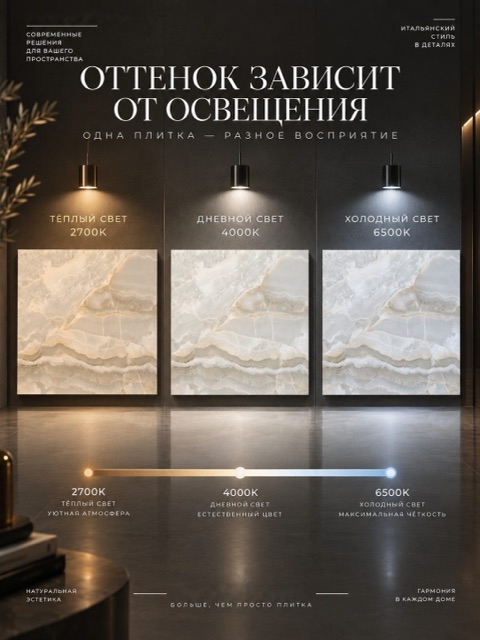 СОВРЕМЕННЫЕ
РЕШЕНИЯ
ДЛЯ ВАШЕГО
ПРОСТРАНСТВА
ИТАЛЬЯНСКИЙ
СТИЛЬ
В ДЕТАЛЯХ
ОТТЕНОК ЗАВИСИТ
ОТ ОСВЕЩЕНИЯ
ОДНА ПЛИТКА — РАЗНОЕ ВОСПРИЯТИЕ
ТЁПЛЫЙ СВЕТ
2700K
ДНЕВНОЙ СВЕТ
4000K
ХОЛОДНЫЙ СВЕТ
6500K
2700K
ТЁПЛЫЙ СВЕТ
УЮТНАЯ АТМОСФЕРА
4000K
ДНЕВНОЙ СВЕТ
ЕСТЕСТВЕННЫЙ ЦВЕТ
6500K
ХОЛОДНЫЙ СВЕТ
МАКСИМАЛЬНАЯ ЧЁТКОСТЬ
НАТУРАЛЬНАЯ
ЭСТЕТИКА
БОЛЬШЕ, ЧЕМ ПРОСТО ПЛИТКА
ГАРМОНИЯ
В КАЖДОМ ДОМЕ